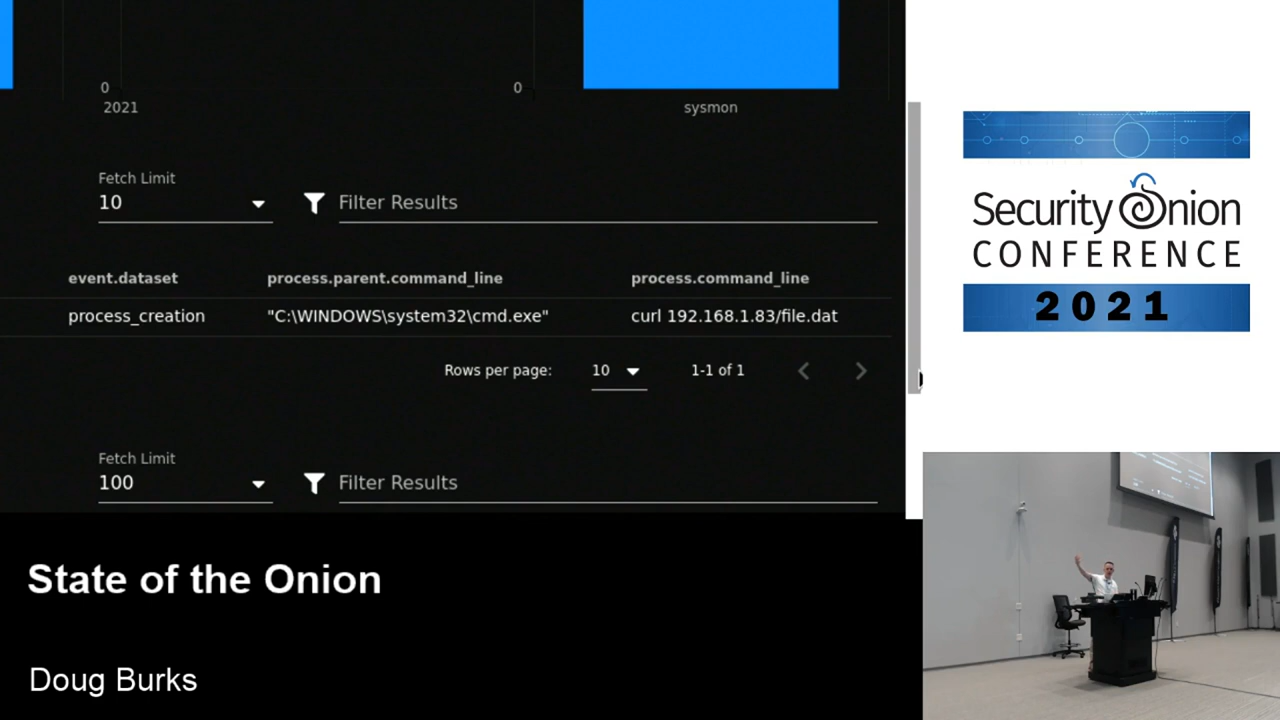 0
0
2021
sysmon
Fetch Limit
10
Filter Results
event.dataset
process.parent.command_line
process.command_line
process_creation
"C:\WINDOWS\system32\cmd.exe"
curl 192.168.1.83/file.dat
Rows per page:
10
1-1 of 1
Fetch Limit
100
Filter Results
Security Onion
CONFERENCE
2021
State of the Onion
Doug Burks